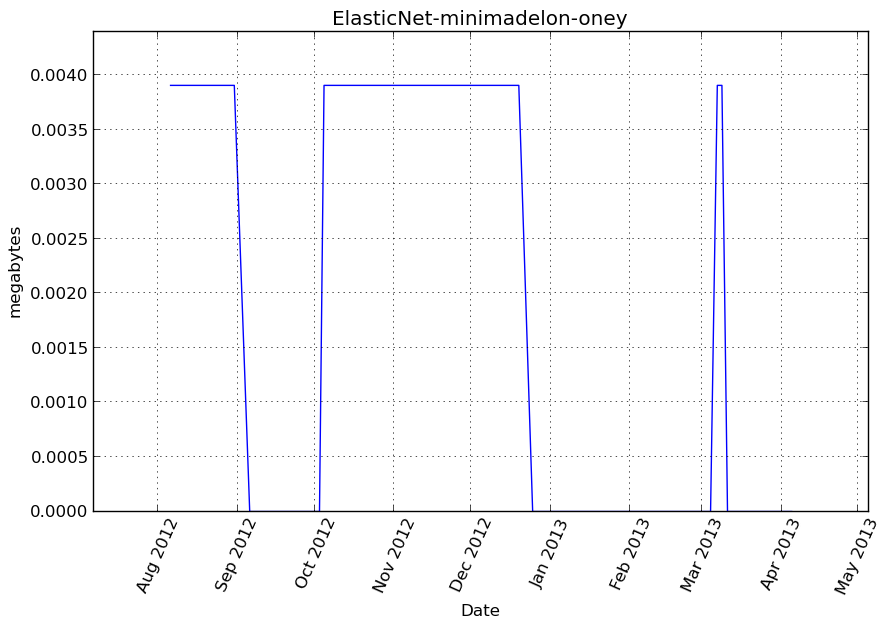 ElasticNet-minimadelon-oney
0.0040
0.0035
0.0030
0.0025
0.0020
0.0015
0.0010
0.0005
0.0000
megabytes
Aug 2012
Sep 2012
Oct 2012
Nov 2012
Dec 2012
Jan 2013
Feb 2013
Mar 2013
Apr 2013
May 2013
Date